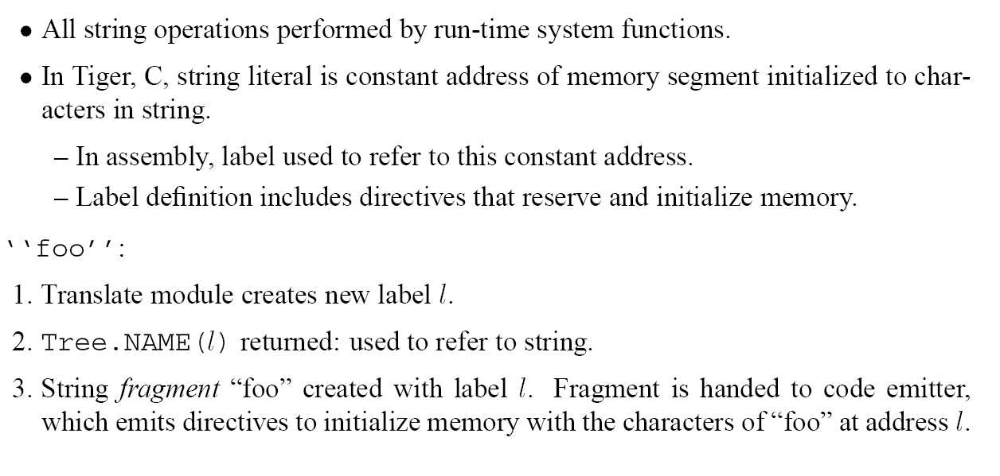 • All string operations performed by run-time system functions.
• In Tiger, C, string literal is constant address of memory segment initialized to char-
acters in string.
– In assembly, label used to refer to this constant address.
– Label definition includes directives that reserve and initialize memory.
‘‘foo’’:
1. Translate module creates new label l.
2. Tree.NAME(l) returned: used to refer to string.
3. String fragment “foo” created with label l. Fragment is handed to code emitter,
which emits directives to initialize memory with the characters of “foo” at address l.